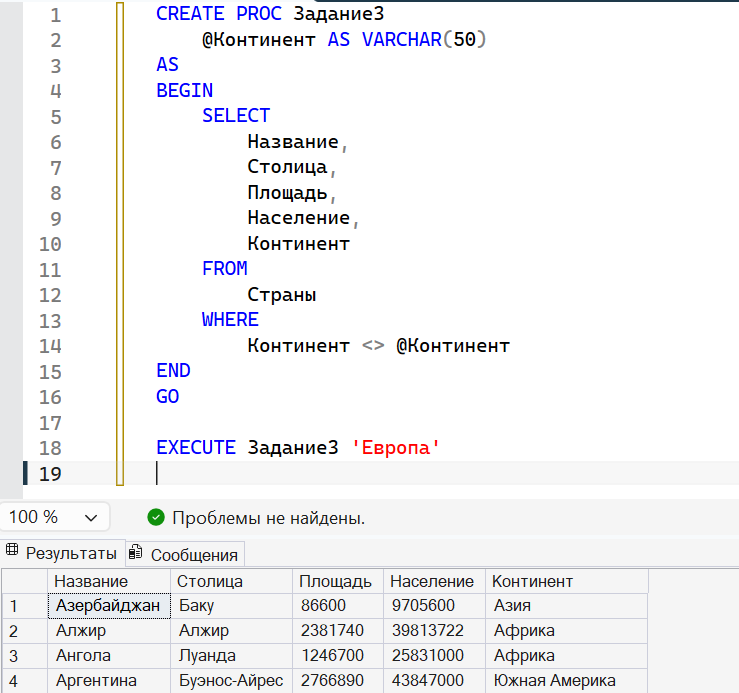 1 CREATE PROC Задание3
2 @Континент AS VARCHAR(50)
3 AS
4 BEGIN
5 SELECT
6 Название,
7 Столица,
8 Площадь,
9 Население,
10 Континент
11 FROM
12 Страны
13 WHERE
14 Континент <> @Континент
15 END
16 GO
17
18 EXECUTE Задание3 'Европа'
19
100 % Проблемы не найдены.
Результаты Сообщения
Название Столица Площадь Население Континент
1 Азербайджан Баку 86600 9705600 Азия
2 Алжир Алжир 2381740 39813722 Африка
3 Ангола Луанда 1246700 25831000 Африка
4 Аргентина Буэнос-Айрес 2766890 43847000 Южная Америка